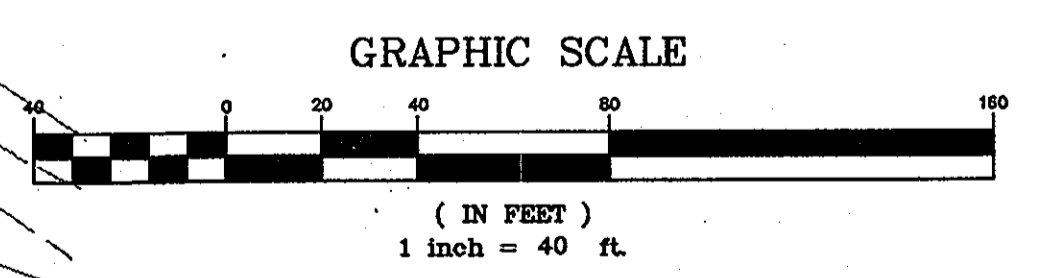 GRAPHIC SCALE
40 0 20 40 80 160
( IN FEET )
1 inch = 40 ft.